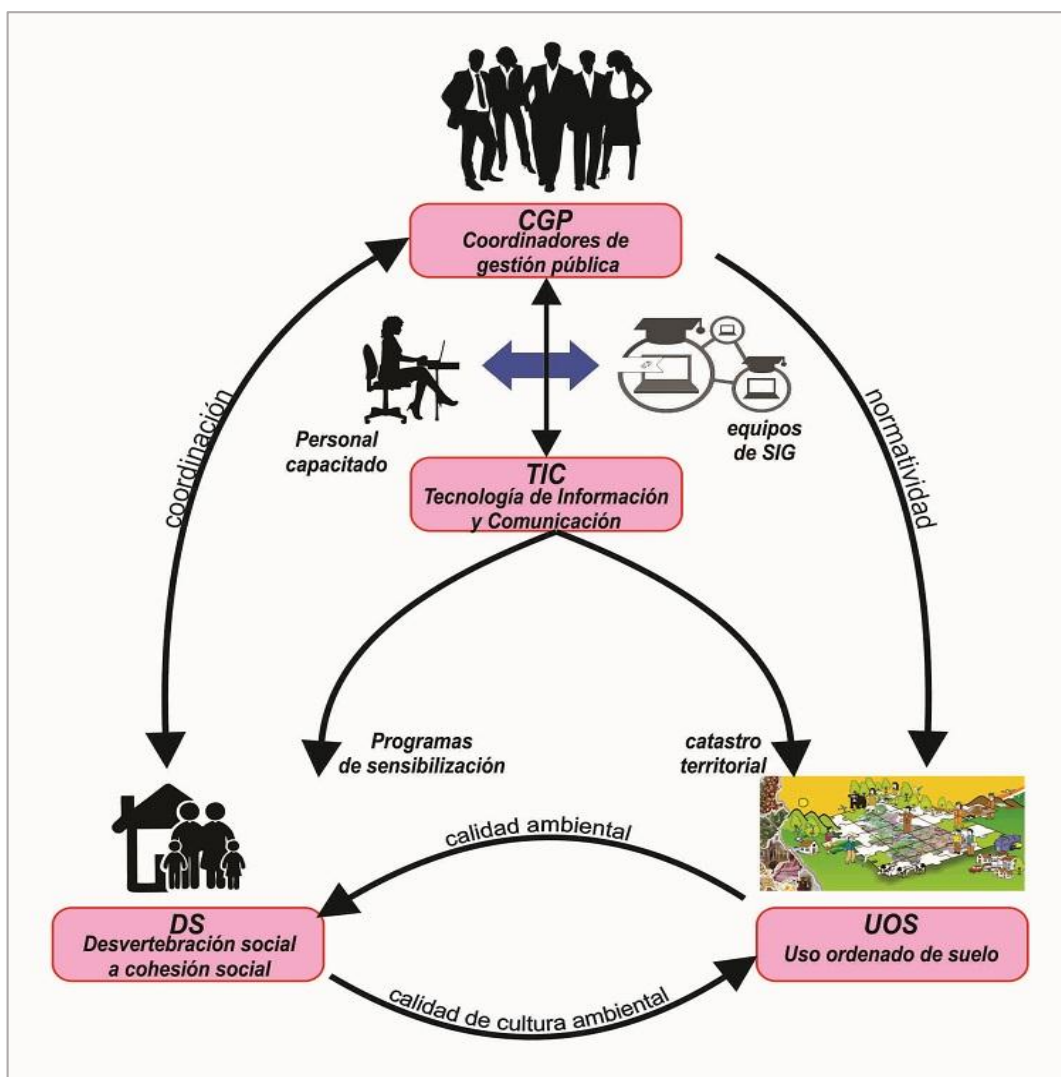 CGP
Coordinadores de
gestión pública
coordinación
normatividad
Personal
capacitado
equipos
de SIG
TIC
Tecnología de Información
y Comunicación
Programas
de sensibilización
catastro
territorial
calidad ambiental
DS
Desvertebración social
a cohesión social
UOS
Uso ordenado de suelo
calidad de cultura ambiental